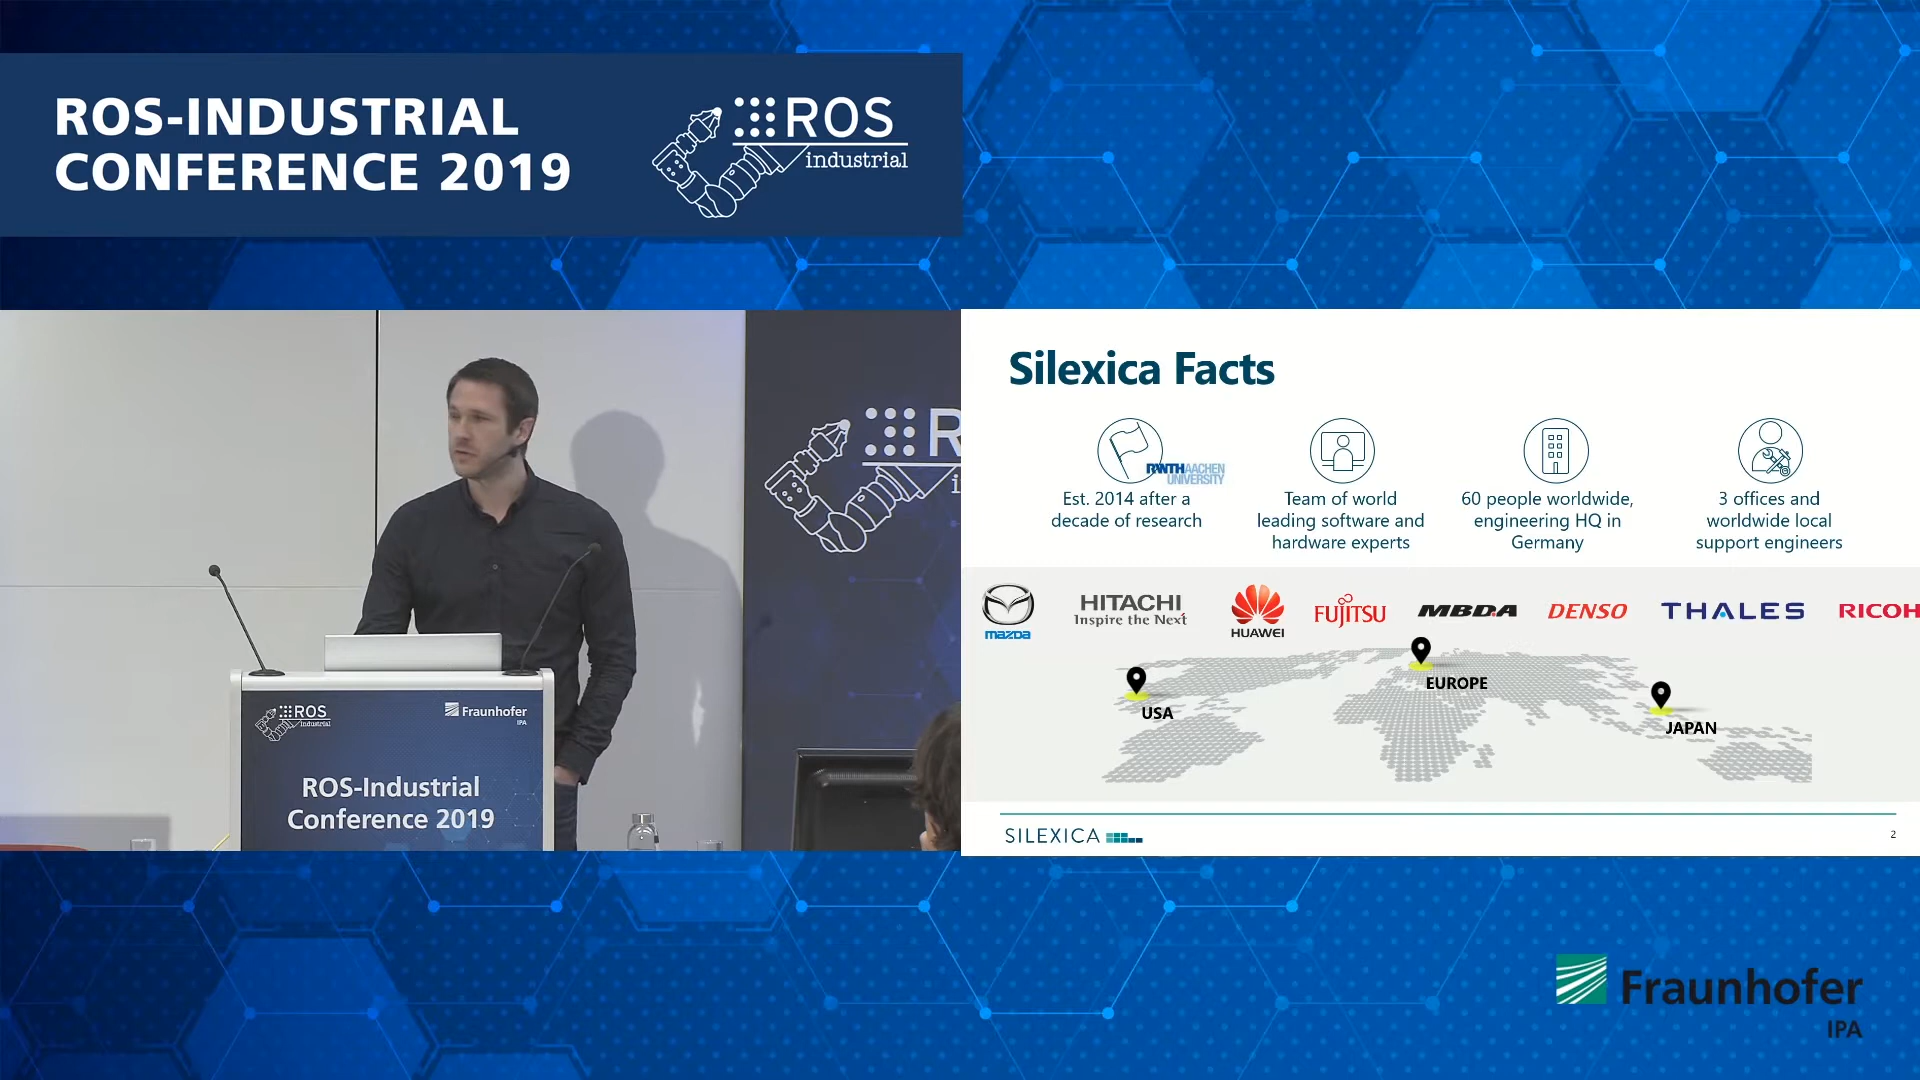 ROS-INDUSTRIAL
CONFERENCE 2019
ROS
industrial
R
i
ROS
industrial
Fraunhofer
IPA
ROS-Industrial
Conference 2019
Silexica Facts
RWTHAACHEN
UNIVERSITY
Est. 2014 after a
decade of research
Team of world
leading software and
hardware experts
60 people worldwide,
engineering HQ in
Germany
3 offices and
worldwide local
support engineers
mazda
HITACHI
Inspire the Next
HUAWEI
FUJITSU
MBDA
DENSO
THALES
RICOH
USA
EUROPE
JAPAN
SILEXICA
2
Fraunhofer
IPA